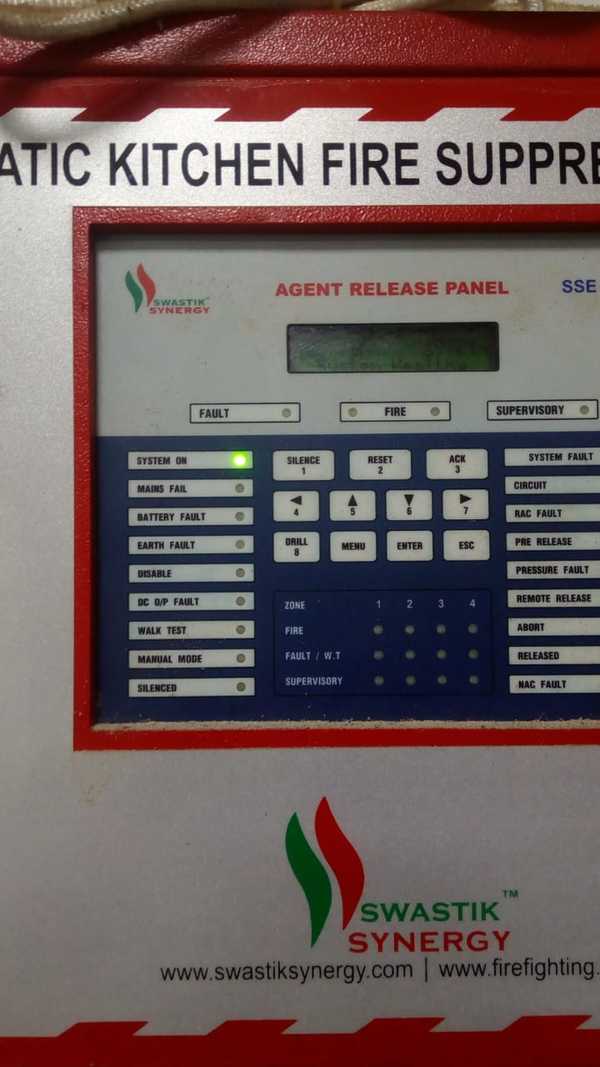 ATIC KITCHEN FIRE SUPPRE
SWASTIK™
SYNERGY
AGENT RELEASE PANEL
SSE
FAULT
FIRE
SUPERVISORY
SYSTEM ON
MAINS FAIL
BATTERY FAULT
EARTH FAULT
DISABLE
DC O/P FAULT
WALK TEST
MANUAL MODE
SILENCED
SILENCE
1
RESET
2
ACK
3
◄
4
▲
5
▼
6
►
7
DRILL
8
MENU
ENTER
ESC
ZONE 1 2 3 4
FIRE
FAULT / W.T
SUPERVISORY
SYSTEM FAULT
CIRCUIT
RAC FAULT
PRE RELEASE
PRESSURE FAULT
REMOTE RELEASE
ABORT
RELEASED
NAC FAULT
SWASTIK™
SYNERGY
www.swastiksynergy.com | www.firefighting.